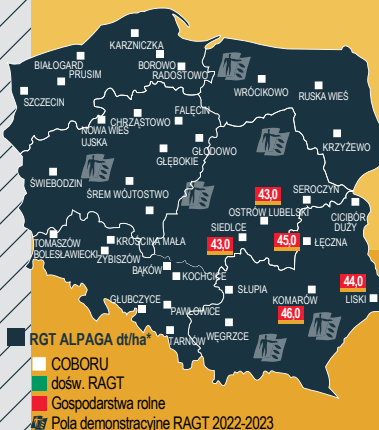 KARZNICZKA
BIAŁOGARD
BOROWO
PRUSIM
RADOSTOWO
SZCZECIN
WRÓCIKOWO
RUSKA WIEŚ
FALĘCIN
CHRZĄSTOWO
NOWA WIEŚ
UJSKA
GŁODOWO
KRZYŻEWO
GŁĘBOKIE
ŚWIEBODZIN
ŚREM WÓJTOSTWO
43,0
SEROCZYN
OSTRÓW LUBELSKI
CICIBÓR
DUŻY
SIEDLCE
TOMASZÓW
BOLESŁAWIECKI
KROŚCINA MAŁA
43,0
45,0
ŁĘCZNA
ZYBISZÓW
BĄKÓW
KOCHCICE
44,0
SŁUPIA
KOMARÓW
LISKI
GŁUBCZYCE
PAWŁOWICE
46,0
WĘGRZCE
TARNÓW
RGT ALPAGA dt/ha*
COBORU
dośw. RAGT
Gospodarstwa rolne
Pola demonstracyjne RAGT 2022-2023